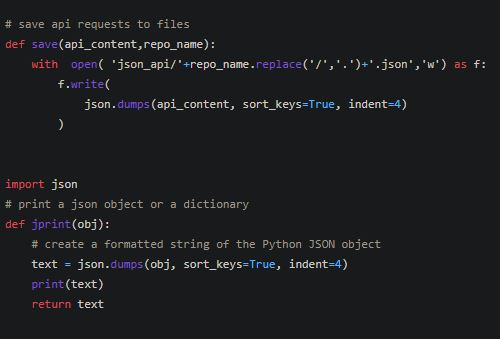 # save api requests to files
def save(api_content,repo_name):
    with  open( 'json_api/'+repo_name.replace('/','.')+'.json','w') as f:
        f.write(
            json.dumps(api_content, sort_keys=True, indent=4)
        )
import json
# print a json object or a dictionary
def jprint(obj):
    # create a formatted string of the Python JSON object
    text = json.dumps(obj, sort_keys=True, indent=4)
    print(text)
    return text